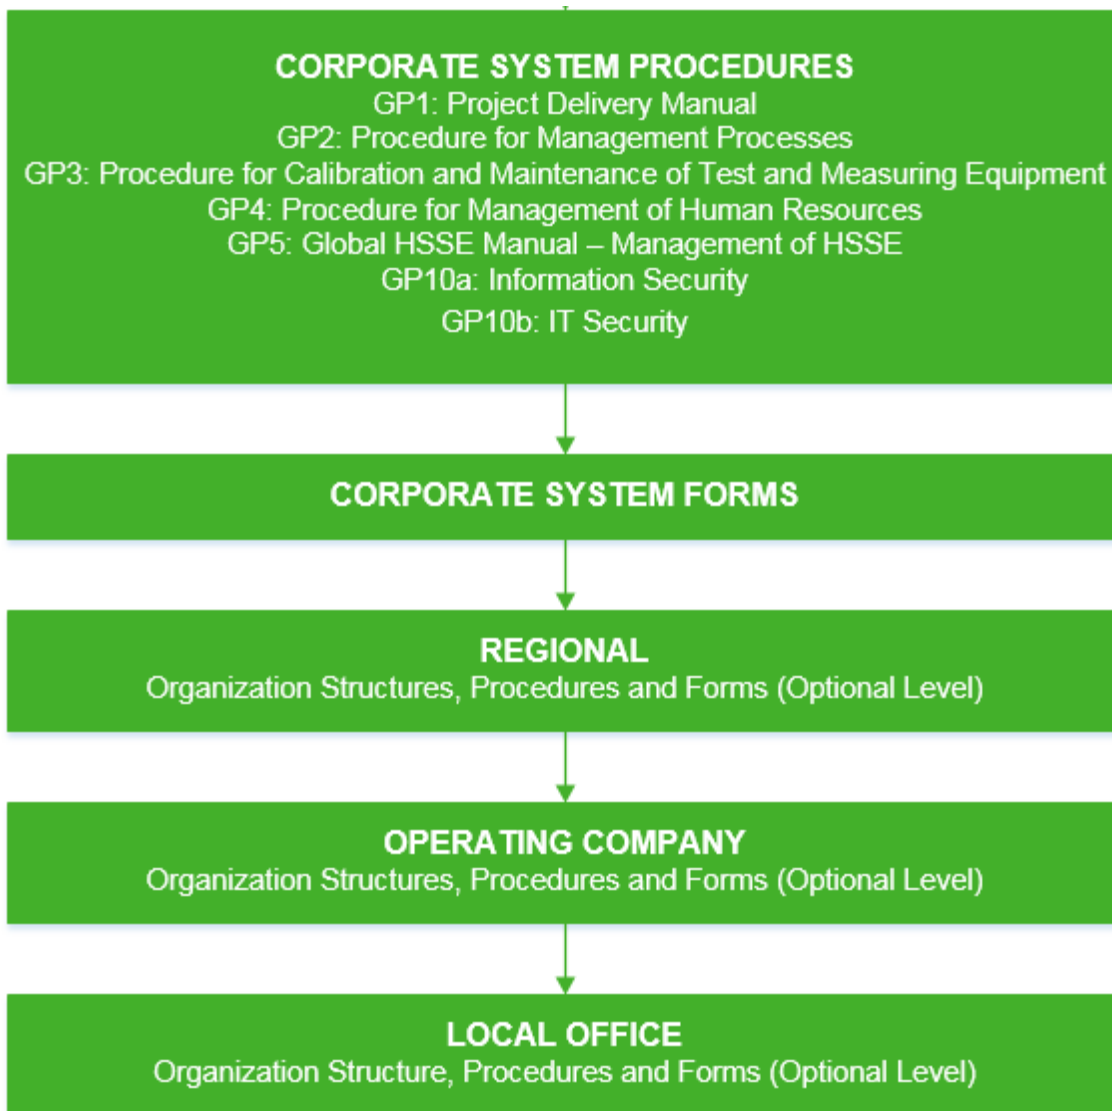 CORPORATE SYSTEM PROCEDURES
GP1: Project Delivery Manual
GP2: Procedure for Management Processes
GP3: Procedure for Calibration and Maintenance of Test and Measuring Equipment
GP4: Procedure for Management of Human Resources
GP5: Global HSSE Manual – Management of HSSE
GP10a: Information Security
GP10b: IT Security
CORPORATE SYSTEM FORMS
REGIONAL
Organization Structures, Procedures and Forms (Optional Level)
OPERATING COMPANY
Organization Structures, Procedures and Forms (Optional Level)
LOCAL OFFICE
Organization Structure, Procedures and Forms (Optional Level)